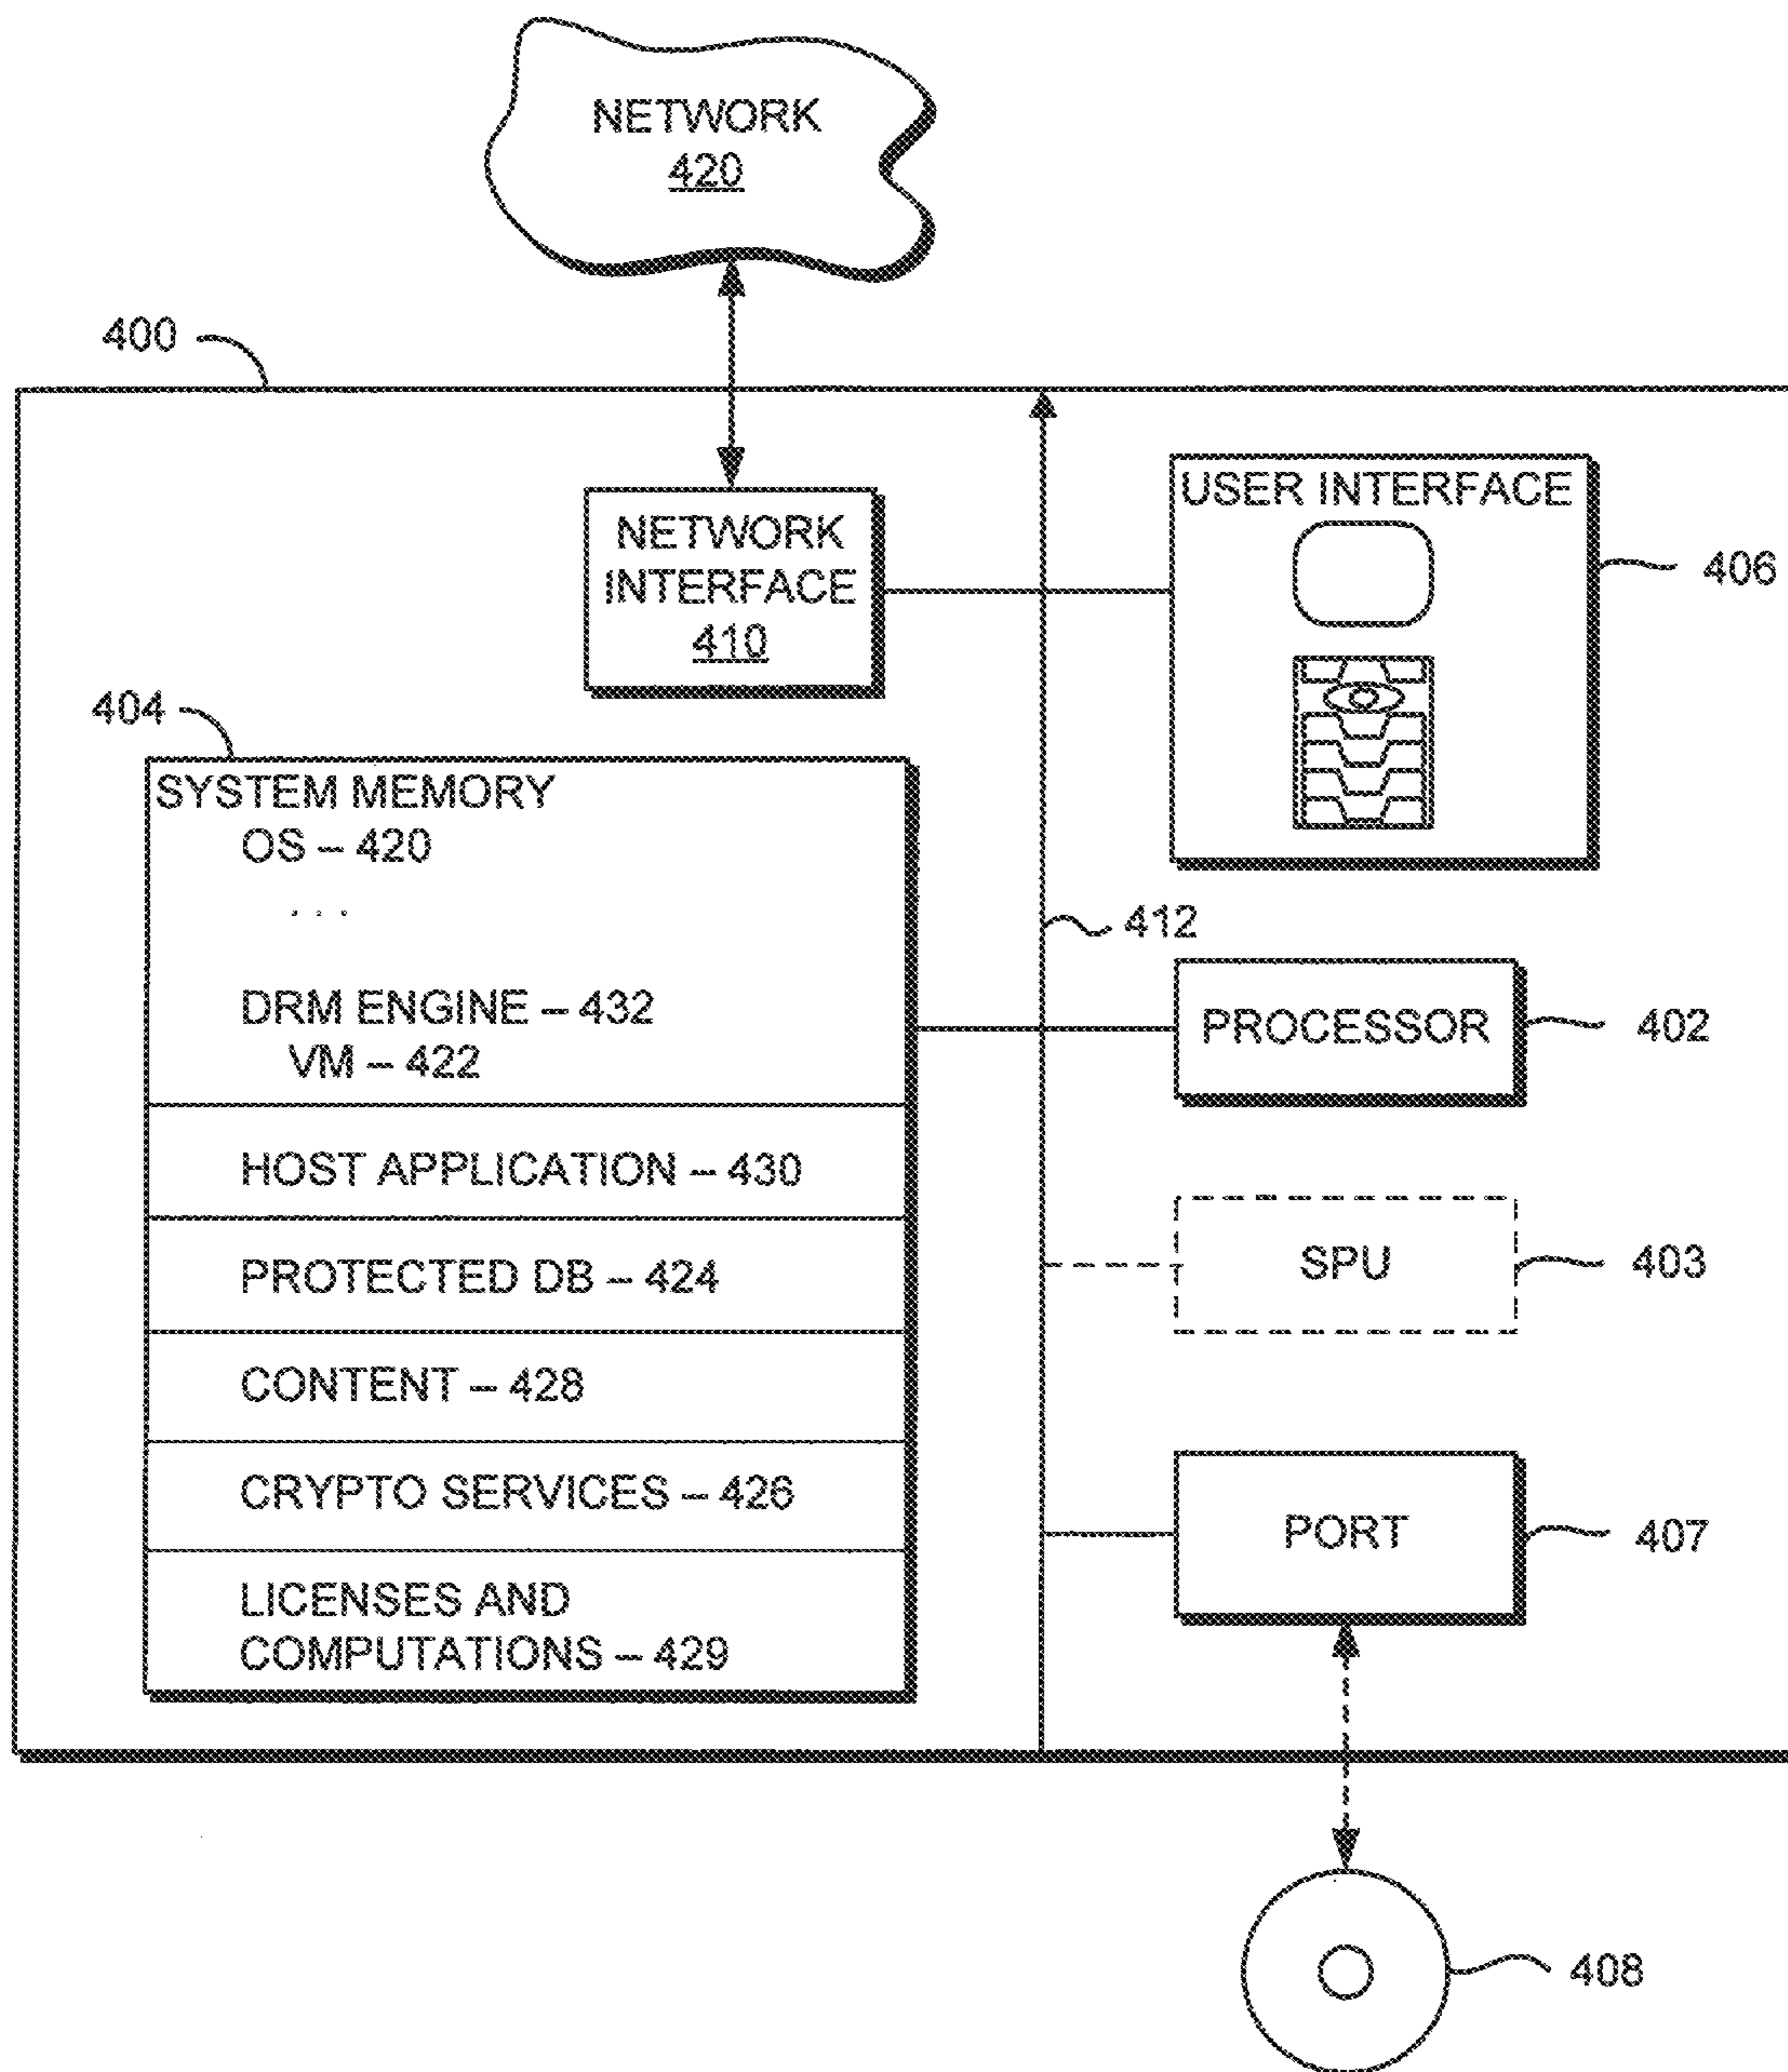 NETWORK
420
400
NETWORK
INTERFACE
410
USER INTERFACE
406
404
SYSTEM MEMORY
OS – 420
. . .
DRM ENGINE – 432
VM – 422
HOST APPLICATION – 430
PROTECTED DB – 424
CONTENT – 428
CRYPTO SERVICES – 426
LICENSES AND
COMPUTATIONS – 429
412
PROCESSOR
402
SPU
403
PORT
407
408